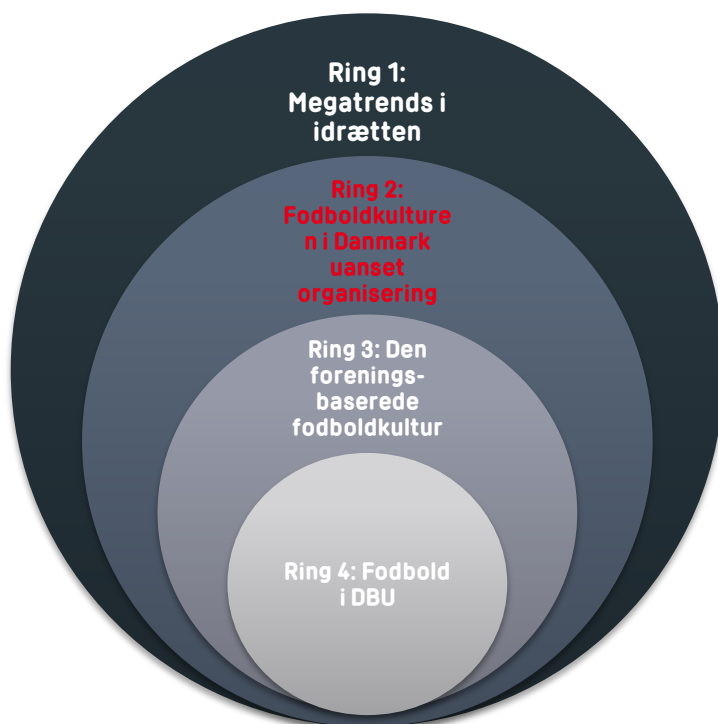 Ring 1:
Megatrends i
idrætten
Ring 2:
Fodboldkulture
n i Danmark
uanset
organisering
Ring 3: Den
forenings-
baserede
fodboldkultur
Ring 4: Fodbold
i DBU